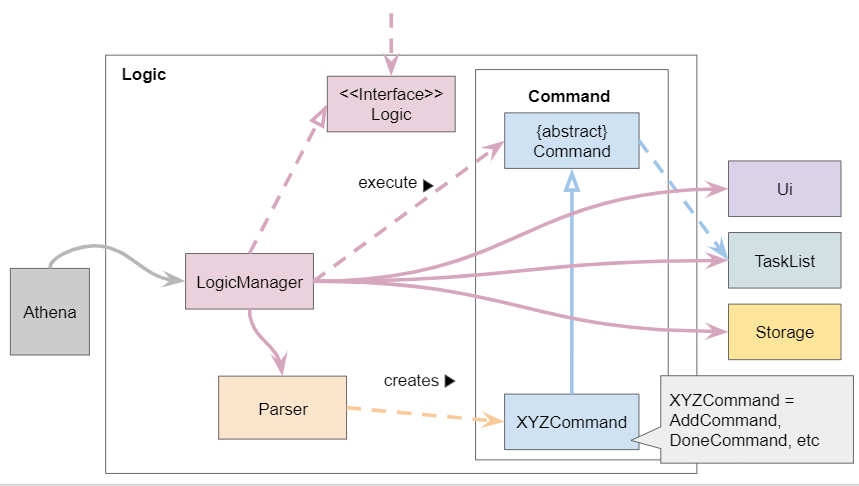 Logic
<<Interface>>
Logic
Command
{abstract}
Command
execute
Ui
TaskList
Storage
LogicManager
Athena
Parser
creates
XYZCommand
XYZCommand =
AddCommand,
DoneCommand, etc